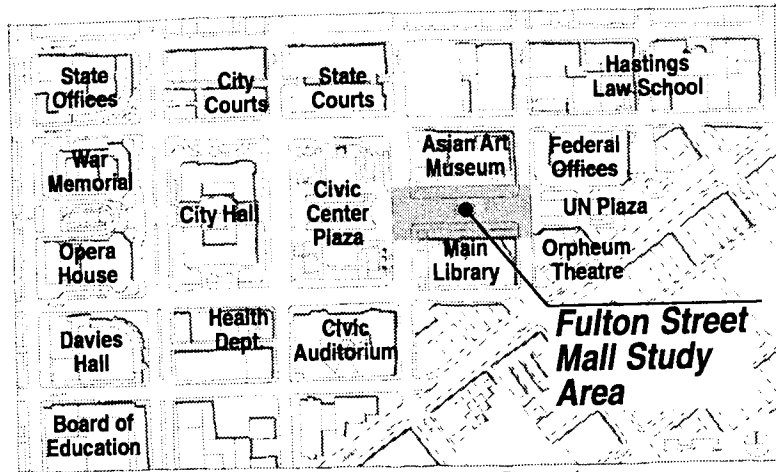 State
Offices
City
Courts
State
Courts
Hastings
Law School
War
Memorial
City Hall
Civic
Center
Plaza
Asian Art
Museum
Federal
Offices
UN Plaza
Opera
House
Main
Library
Orpheum
Theatre
Davies
Hall
Health
Dept.
Civic
Auditorium
Fulton Street
Mall Study
Area
Board of
Education